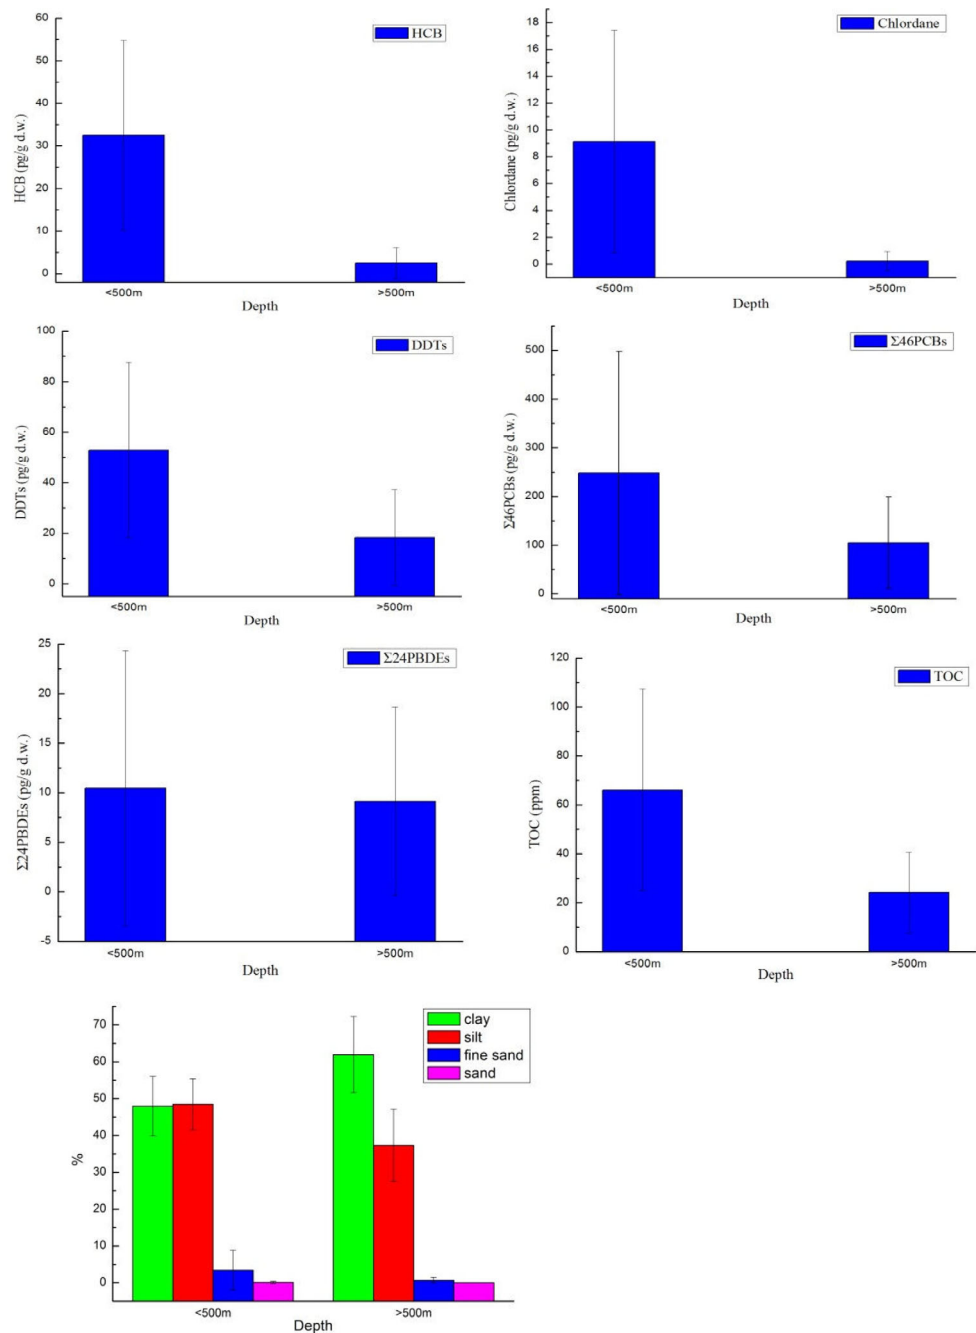 HCB
60
50
40
30
20
10
0
HCB (pg/g d.w.)
<500m
>500m
Depth
Chlordane
18
16
14
12
10
8
6
4
2
0
Chlordane (pg/g d.w.)
<500m
>500m
Depth
DDTs
100
80
60
40
20
0
DDTs (pg/g d.w.)
<500m
>500m
Depth
Σ46PCBs
500
400
300
200
100
0
Σ46PCBs (pg/g d.w.)
<500m
>500m
Depth
Σ24PBDEs
25
20
15
10
5
0
-5
Σ24PBDEs (pg/g d.w.)
<500m
>500m
Depth
TOC
120
100
80
60
40
20
0
TOC (ppm)
<500m
>500m
Depth
clay
silt
fine sand
sand
70
60
50
40
30
20
10
0
%
<500m
>500m
Depth